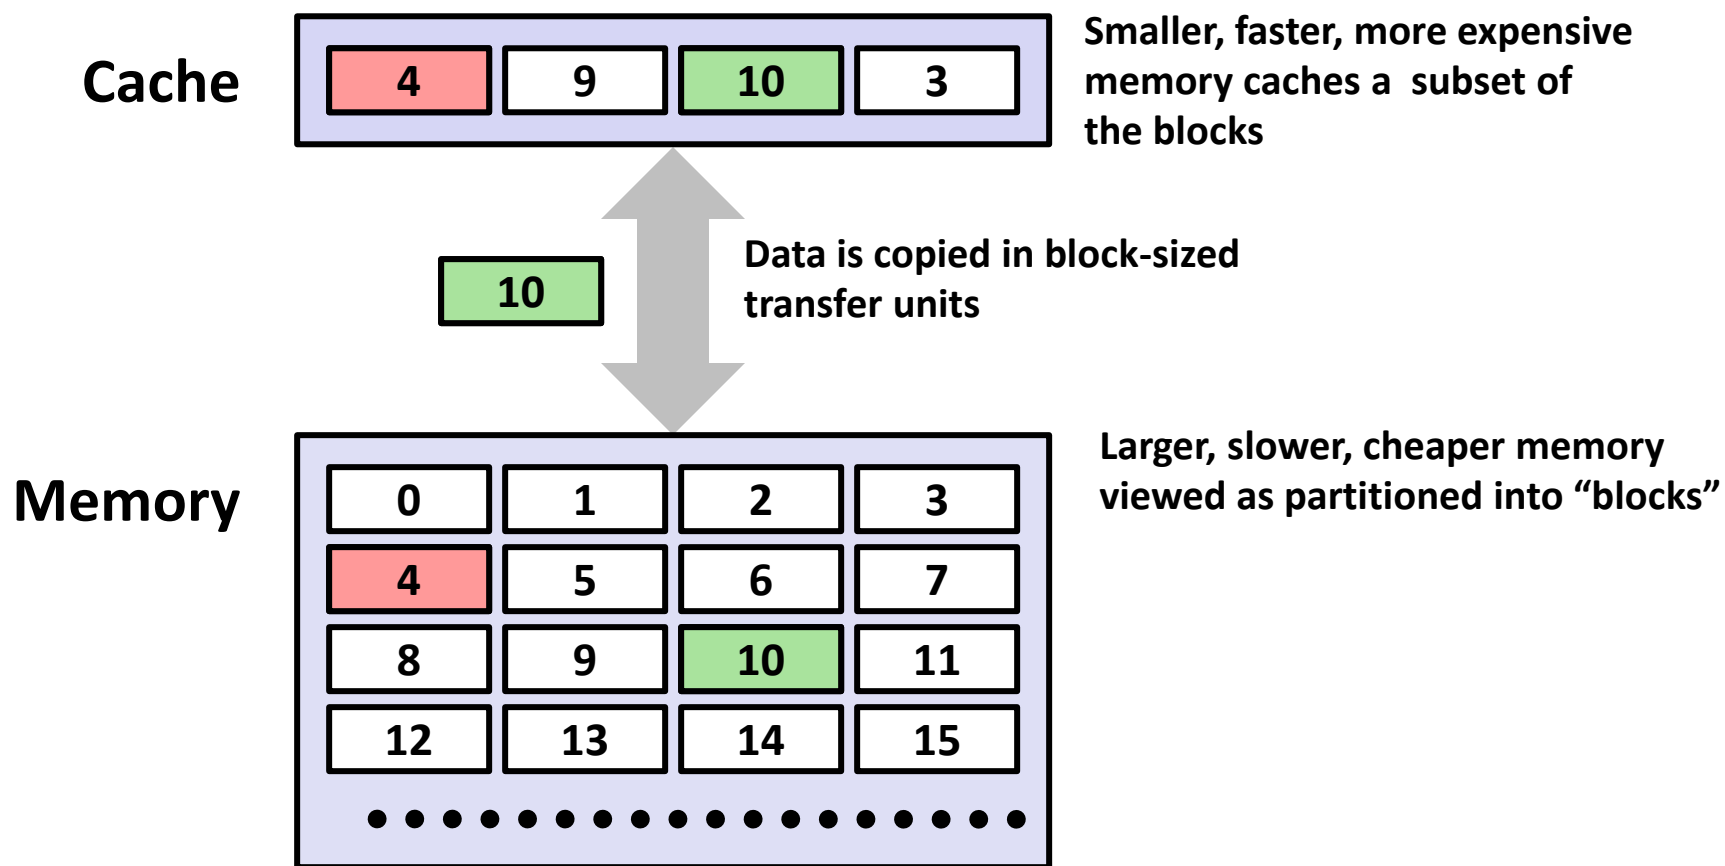 Cache
4 9 10 3
Smaller, faster, more expensive
memory caches a  subset of
the blocks
10
Data is copied in block-sized
transfer units
Memory
0 1 2 3
4 5 6 7
8 9 10 11
12 13 14 15
Larger, slower, cheaper memory
viewed as partitioned into “blocks”